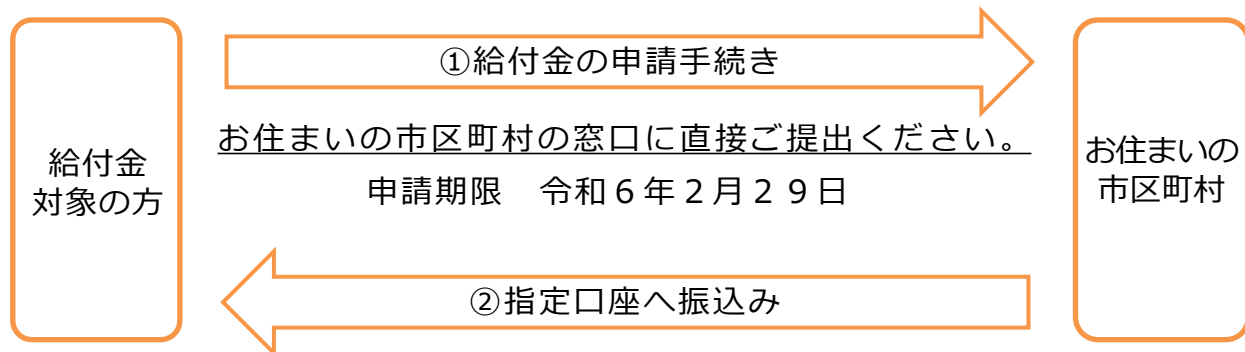 ①給付金の申請手続き
給付金
対象の方
お住まいの市区町村の窓口に直接ご提出ください。
申請期限　令和６年２月２９日
お住まいの
市区町村
②指定口座へ振込み